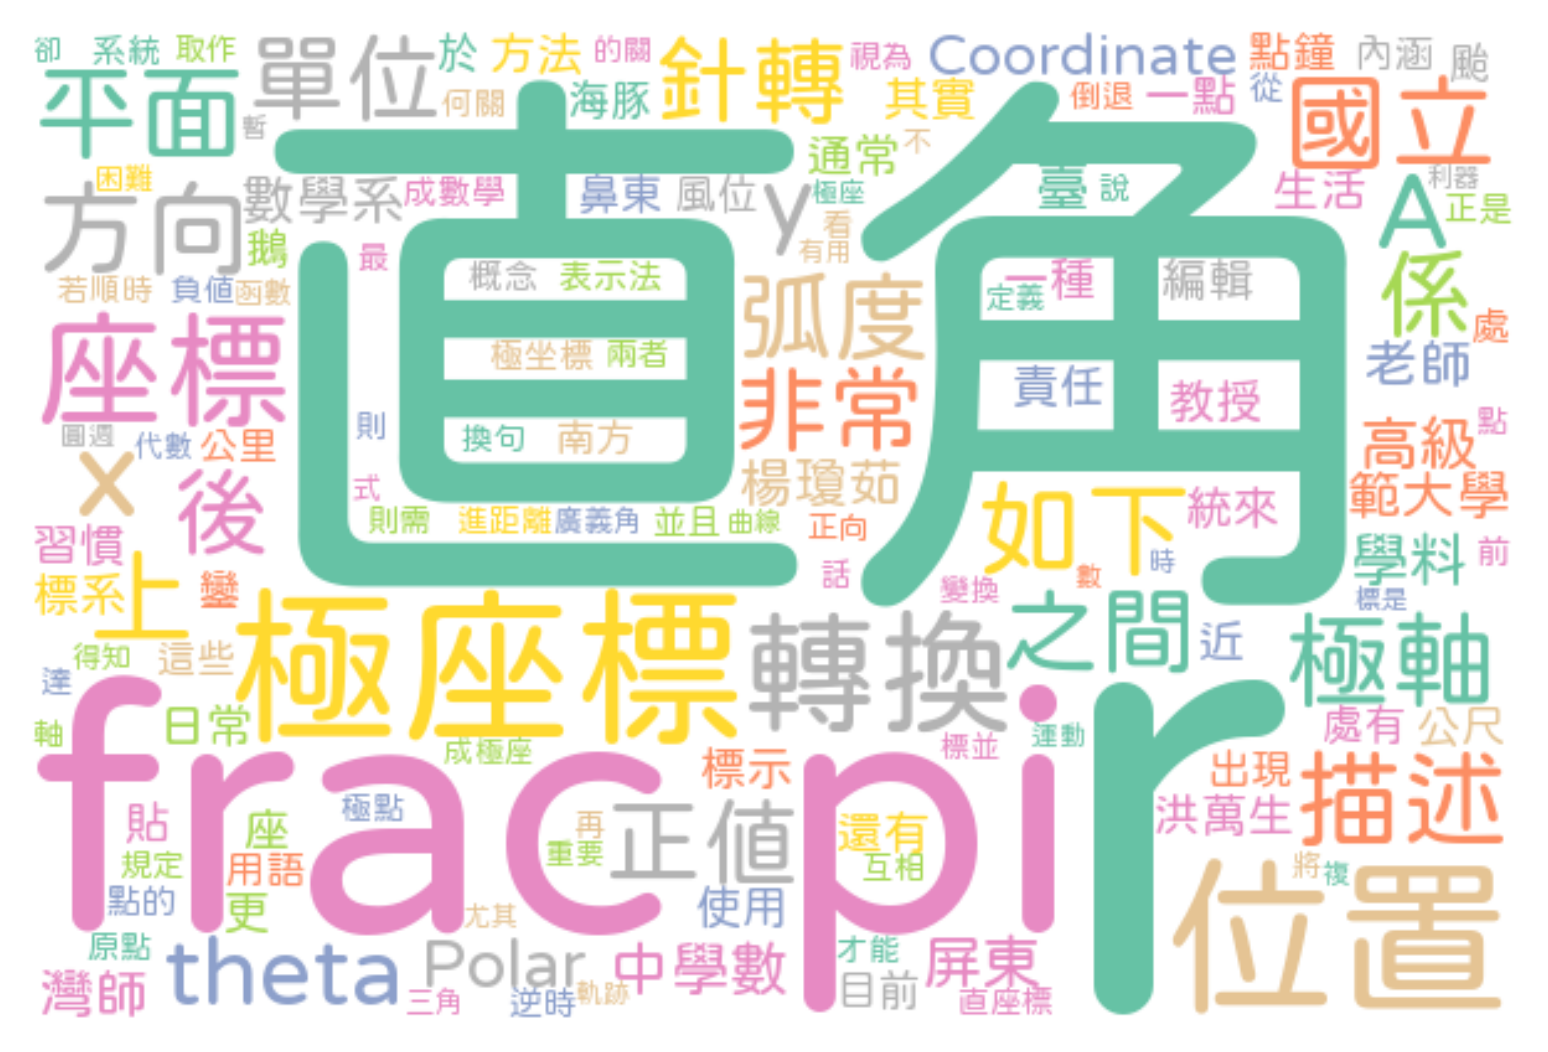 卻 系統 取作 單位 於 方法 的關 針轉 視為 Coordinate 點鐘 內涵 颱
平面 何關 海豚 其實 倒退 一點 從 國立
暫 直角 通常 不
困難 方向 數學系 成數學 鼻東 風位 y 極座 臺 說 生活 A 利器 正是
鵝 最 看 有用
若順時 負值 函數 概念 表示法 弧度 定義 一種 編輯 係 處
座標 極坐標 兩者 非常 責任 教授 老師
圓週 代數 公里 則 換句 南方 高級 點
x 後 式 楊瓊茹 如下 統來 範大學
習慣 則需 進距離 廣義角 並且 曲線 正向 時 學科 前
標系 上 鑾 話 數 變換 標是
得知 這些 極座標 轉換 之間 近 極軸
達 軸 日常 frac pi r 成極座 標示 標並 運動 處有 公尺
貼 極點 座 再 正值 還有 出現 描述
規定 用語 重要 互相 洪萬生 將 複
點的 更 尤其 使用 位置
原點 theta Polar 中學數 才能 屏東
灣師 三角 逆時 軌跡 目前 直座標